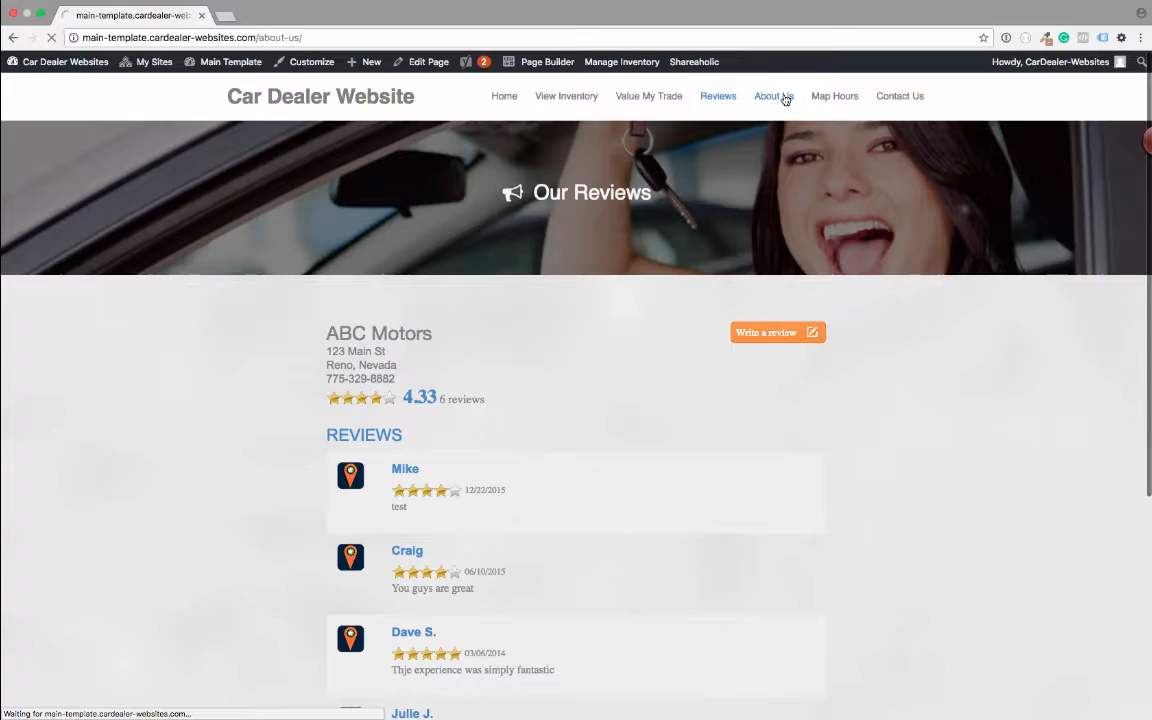 main-template.cardealer-web
main-template.cardealer-websites.com/about-us/
Car Dealer Websites My Sites Main Template Customize New Edit Page 2 Page Builder Manage Inventory Shareaholic Howdy, CarDealer-Websites
Car Dealer Website Home View Inventory Value My Trade Reviews About Us Map Hours Contact Us
Our Reviews
ABC Motors Write a review
123 Main St
Reno, Nevada
775-329-8882
4.33 6 reviews
REVIEWS
Mike
12/22/2015
test
Craig
06/10/2015
You guys are great
Dave S.
03/06/2014
Thje experience was simply fantastic
Julie J.
Waiting for main-template.cardealer-websites.com...